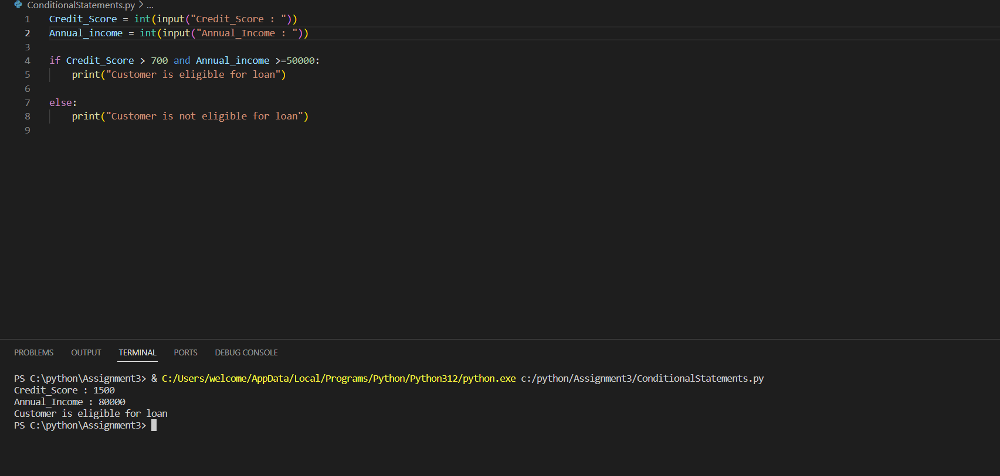 ConditionalStatements.py > ...
1 Credit_Score = int(input("Credit_Score : "))
2 Annual_income = int(input("Annual_Income : "))
3
4 if Credit_Score > 700 and Annual_income >=50000:
5     print("Customer is eligible for loan")
6
7 else:
8     print("Customer is not eligible for loan")
9
PROBLEMS OUTPUT TERMINAL PORTS DEBUG CONSOLE
PS C:\python\Assignment3> & C:/Users/welcome/AppData/Local/Programs/Python/Python312/python.exe c:/python/Assignment3/ConditionalStatements.py
Credit_Score : 1500
Annual_Income : 80000
Customer is eligible for loan
PS C:\python\Assignment3>